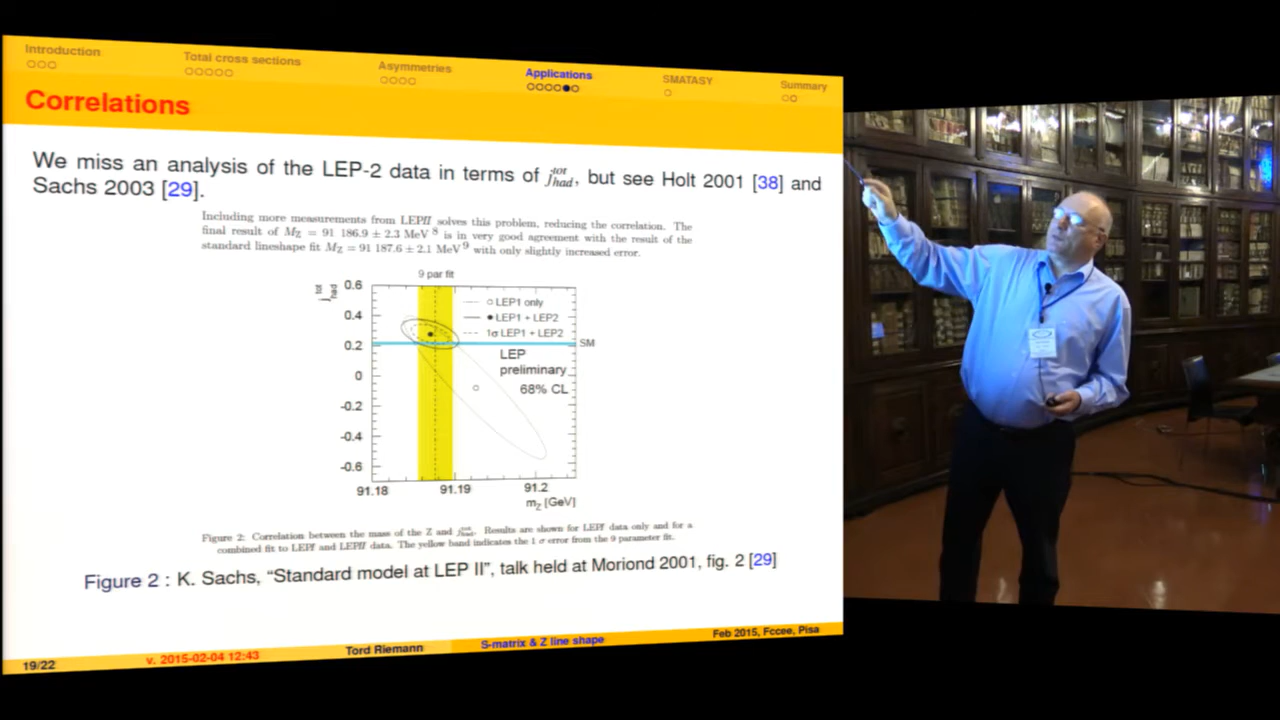 Introduction
Total cross sections
Asymmetries
Applications
SMATASY
Summary
Correlations
We miss an analysis of the LEP-2 data in terms of j_had^tot, but see Holt 2001 [38] and
Sachs 2003 [29].
Including more measurements from LEPII solves this problem, reducing the correlation. The
final result of M_Z = 91 186.9 ± 2.3 MeV ⁸ is in very good agreement with the result of the
standard lineshape fit M_Z = 91 187.6 ± 2.1 MeV ⁹ with only slightly increased error.
9 par fit
j_had^tot
0.6
0.4
0.2
0
-0.2
-0.4
-0.6
LEP1 only
LEP1 + LEP2
1σ LEP1 + LEP2
SM
LEP
preliminary
68% CL
91.18
91.19
91.2
m_Z [GeV]
Figure 2: Correlation between the mass of the Z and j_had^tot. Results are shown for LEPI data only and for a
combined fit to LEPI and LEPII data. The yellow band indicates the 1 σ error from the 9 parameter fit.
Figure 2 : K. Sachs, “Standard model at LEP II”, talk held at Moriond 2001, fig. 2 [29]
19/22
v. 2015-02-04 12:43
Tord Riemann
S-matrix & Z line shape
Feb 2015, Fccee, Pisa